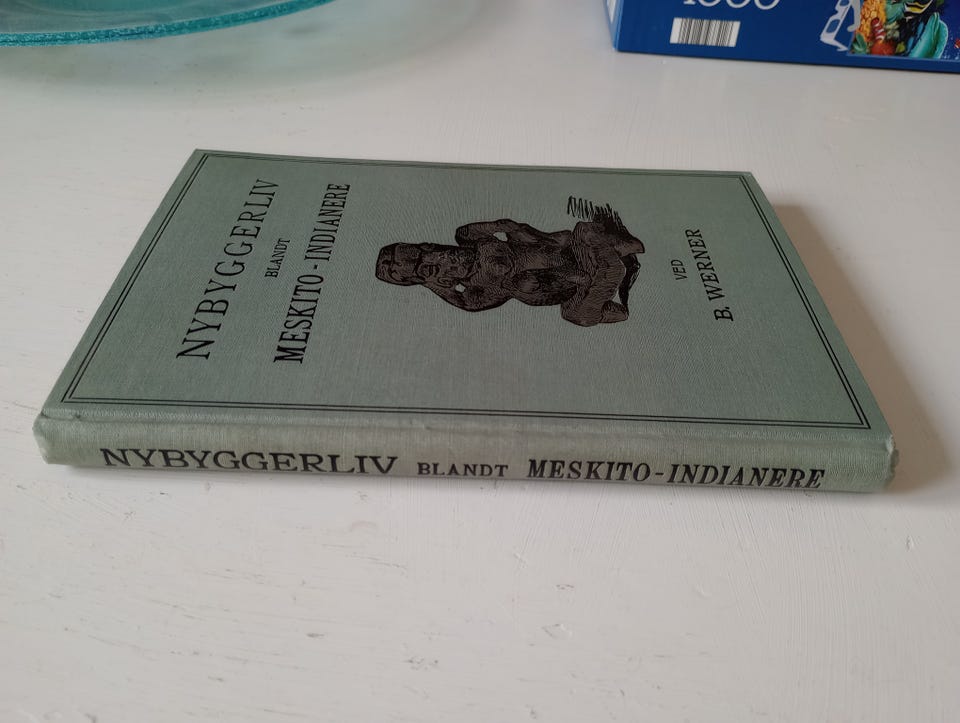 NYBYGGERLIV
BLANDT
MESKITO-INDIANERE
VED
B. WERNER
NYBYGGERLIV BLANDT MESKITO-INDIANERE